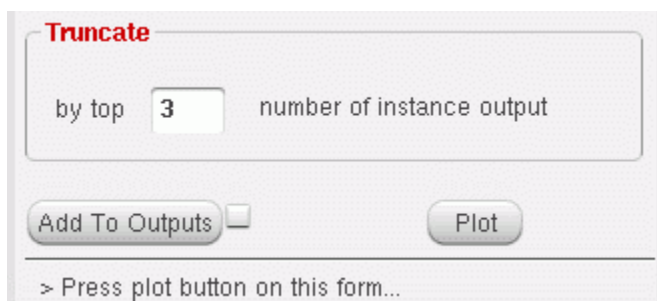 Truncate
by top 3 number of instance output
Add To Outputs Plot
> Press plot button on this form...